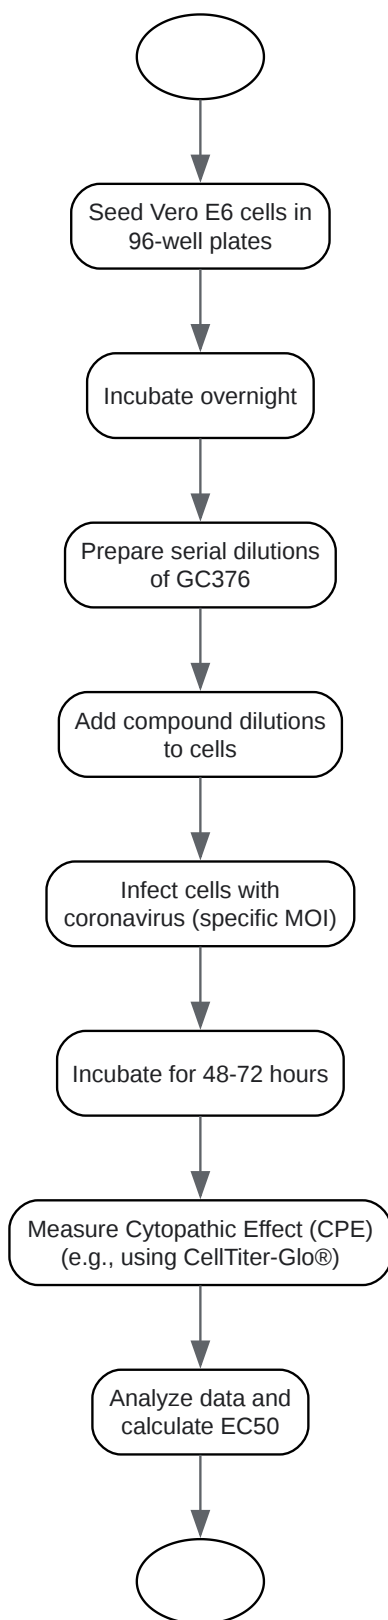 Seed Vero E6 cells in
96-well plates
Incubate overnight
Prepare serial dilutions
of GC376
Add compound dilutions
to cells
Infect cells with
coronavirus (specific MOI)
Incubate for 48-72 hours
Measure Cytopathic Effect (CPE)
(e.g., using CellTiter-Glo®)
Analyze data and
calculate EC50